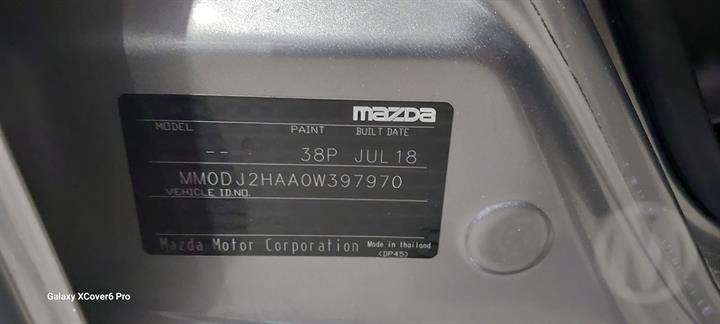 mazda
MODEL PAINT BUILT DATE
-- 38P JUL 18
MM0DJ2HAA0W397970
VEHICLE ID.NO.
Mazda Motor Corporation Made in Thailand
(DP45)
Galaxy XCover6 Pro